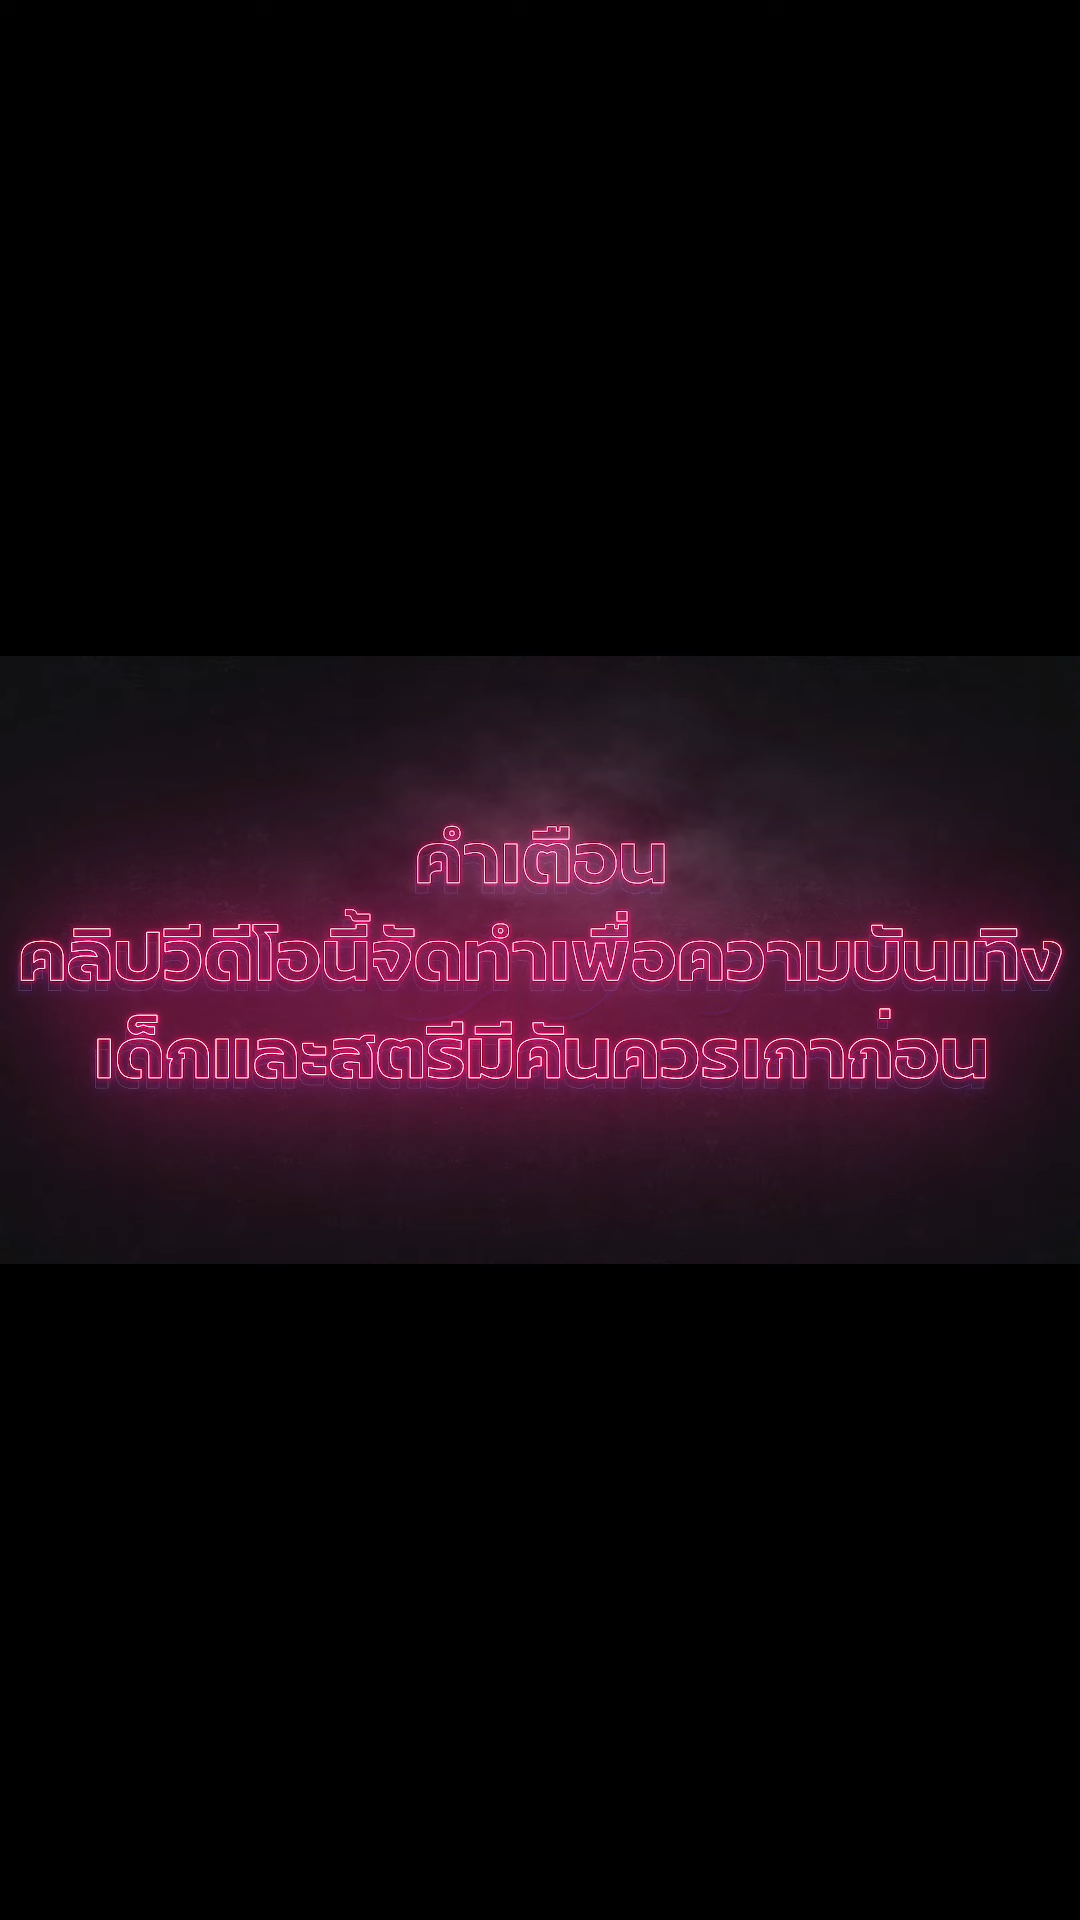 คำเตือน
คลิปวีดีโอนี้จัดทำเพื่อความบันเทิง
เด็กและสตรีมีคันควรเกาก่อน